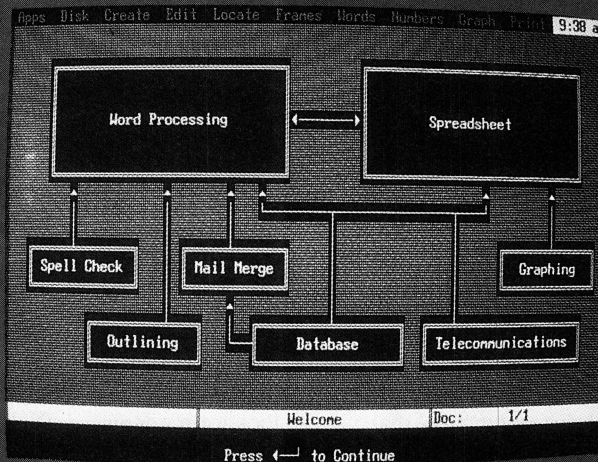 Apps Disk Create Edit Locate Frames Words Numbers Graph Print 9:38 a
Word Processing
Spreadsheet
Spell Check
Mail Merge
Graphing
Outlining
Database
Telecommunications
Welcome Doc: 1/1
Press ◄─┘ to Continue